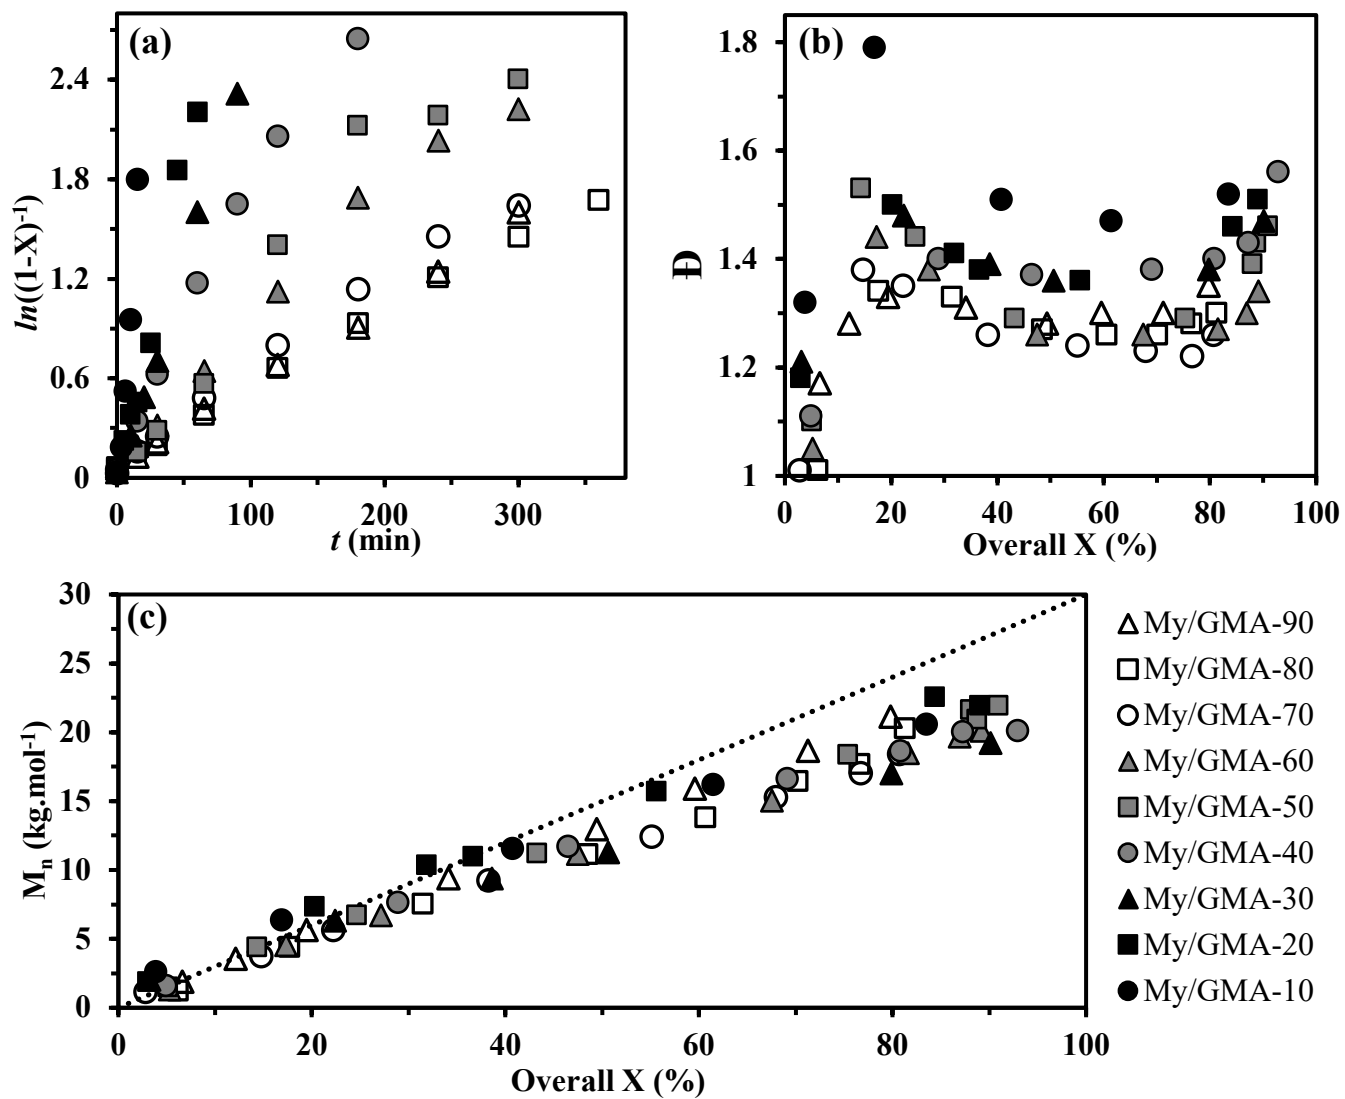 (a)
ln((1-X)⁻¹)
2.4
1.8
1.2
0.6
0
0
100
200
300
t (min)
(b)
Đ
1.8
1.6
1.4
1.2
1
0
20
40
60
80
100
Overall X (%)
(c)
Mₙ (kg.mol⁻¹)
30
25
20
15
10
5
0
0
20
40
60
80
100
Overall X (%)
My/GMA-90
My/GMA-80
My/GMA-70
My/GMA-60
My/GMA-50
My/GMA-40
My/GMA-30
My/GMA-20
My/GMA-10